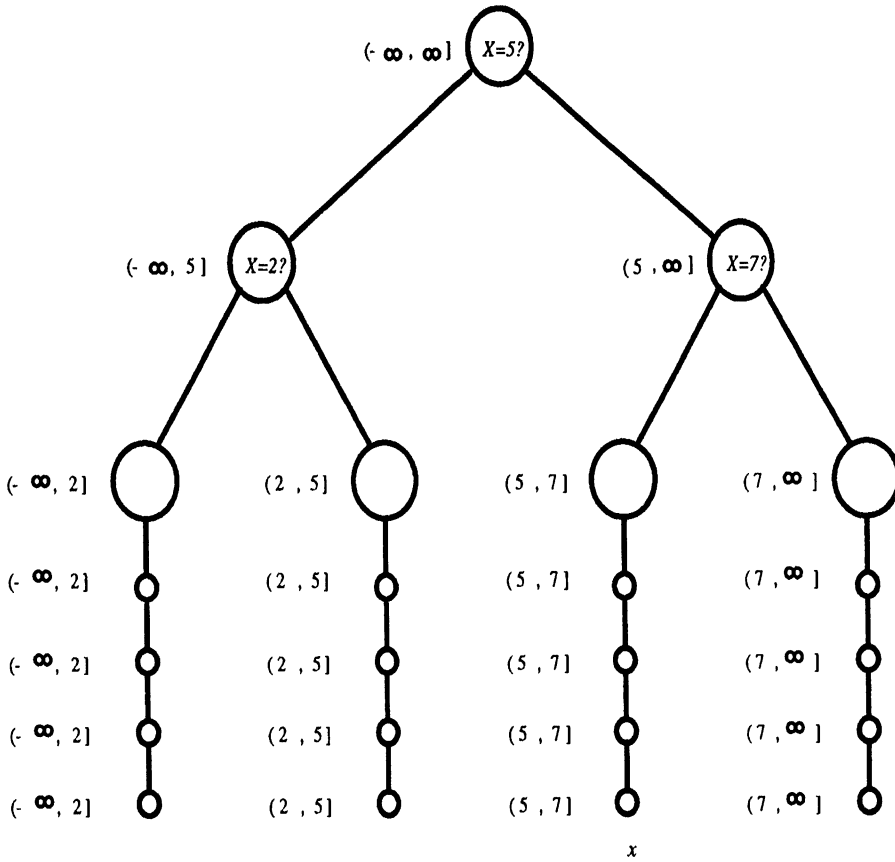 (- ∞ , ∞ ] X=5?
(- ∞, 5 ] X=2? (5 , ∞ ] X=7?
(- ∞, 2] (2 , 5] (5 , 7] (7 , ∞ ]
(- ∞, 2] (2 , 5] (5 , 7] (7 , ∞ ]
(- ∞, 2] (2 , 5] (5 , 7] (7 , ∞ ]
(- ∞, 2] (2 , 5] (5 , 7] (7 , ∞ ]
(- ∞, 2] (2 , 5] (5 , 7] (7 , ∞ ]
x